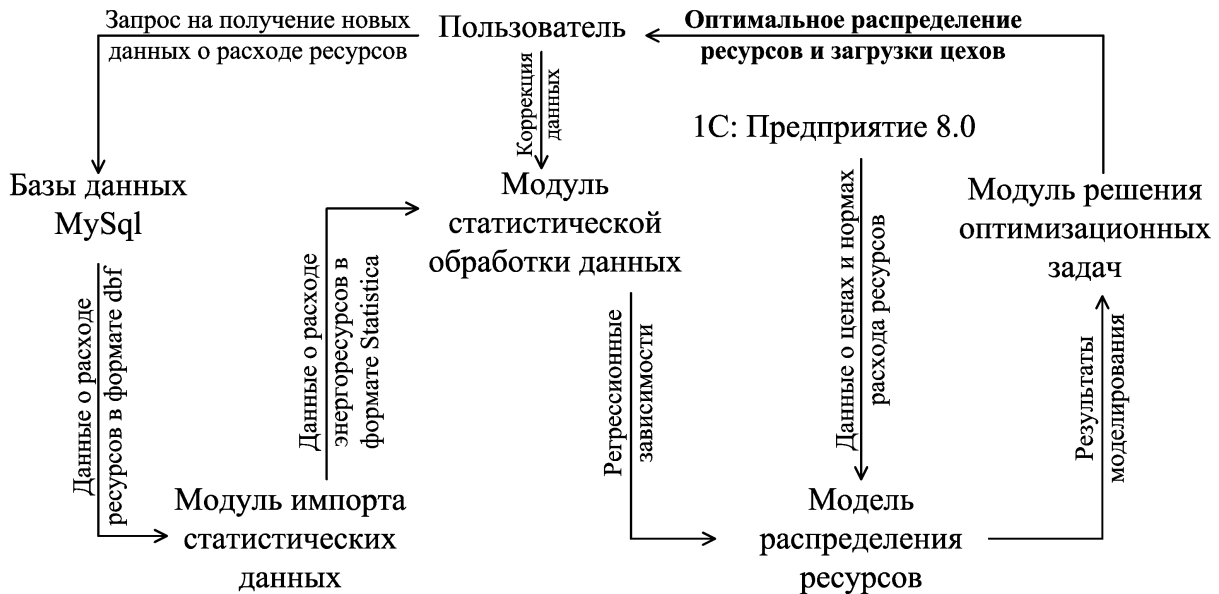 Запрос на получение новых
данных о расходе ресурсов
Пользователь
Оптимальное распределение
ресурсов и загрузки цехов
Коррекция
данных
1С: Предприятие 8.0
Базы данных
MySql
Модуль
статистической
обработки данных
Модуль решения
оптимизационных
задач
Данные о расходе
ресурсов в формате dbf
Данные о расходе
энергоресурсов в
формате Statistica
Регрессионные
зависимости
Данные о ценах и нормах
расхода ресурсов
Результаты
моделирования
Модуль импорта
статистических
данных
Модель
распределения
ресурсов